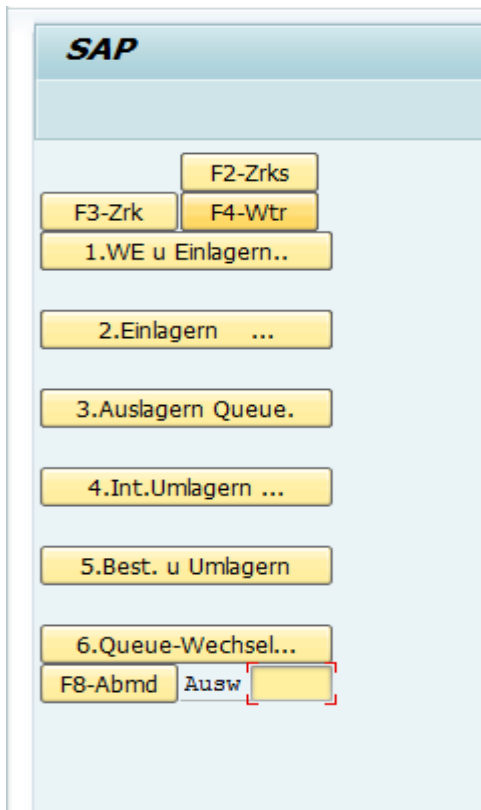 SAP
F2-Zrks
F3-Zrk F4-Wtr
1.WE u Einlagern..
2.Einlagern ...
3.Auslagern Queue.
4.Int.Umlagern ...
5.Best. u Umlagern
6.Queue-Wechsel...
F8-Abmd Ausw